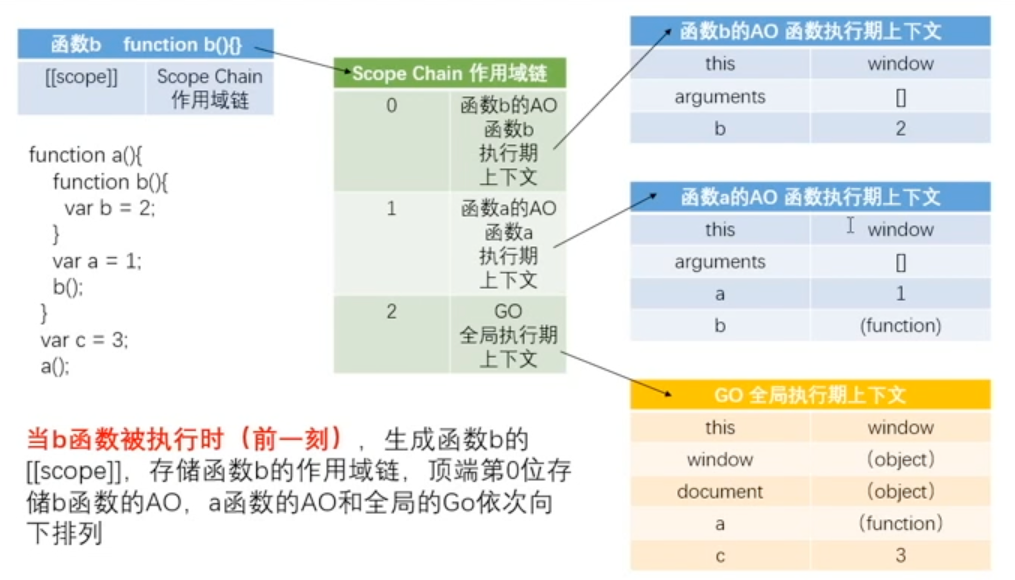 函数b function b(){}
[[scope]] Scope Chain
作用域链
function a(){
function b(){
var b = 2;
}
var a = 1;
b();
}
var c = 3;
a();
当b函数被执行时（前一刻），生成函数b的
[[scope]]，存储函数b的作用域链，顶端第0位存
储b函数的AO，a函数的AO和全局的Go依次向
下排列
Scope Chain 作用域链
0 函数b的AO
函数b
执行期
上下文
1 函数a的AO
函数a
执行期
上下文
2 GO
全局执行期
上下文
函数b的AO 函数执行期上下文
this window
arguments []
b 2
函数a的AO 函数执行期上下文
this window
arguments []
a 1
b (function)
GO 全局执行期上下文
this window
window （object）
document （object）
a （function）
c 3